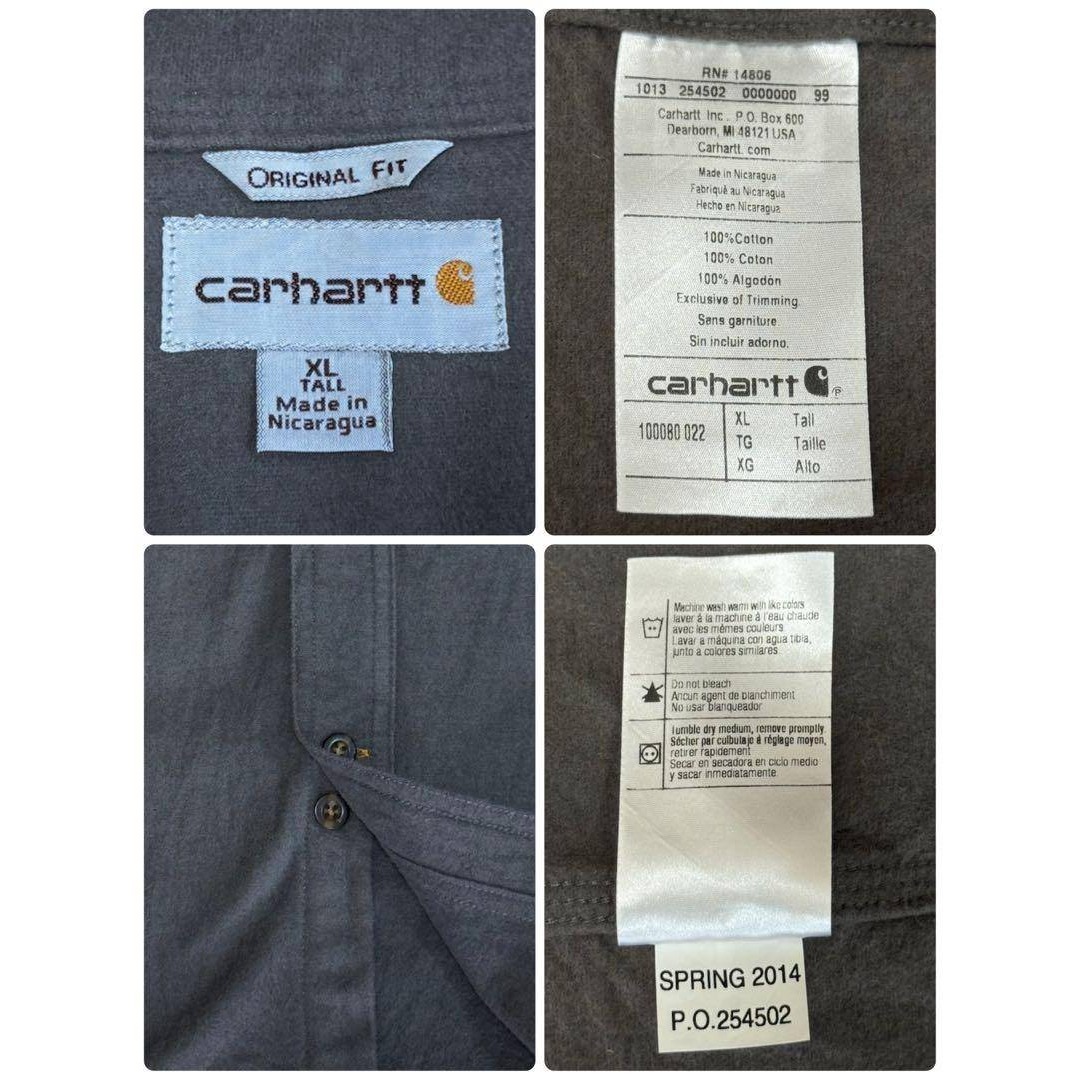 ORIGINAL FIT
carhartt
XL
TALL
Made in
Nicaragua
RN# 14806
1013 254502 0000000 99
Carhartt Inc., P.O. Box 600
Dearborn, MI 48121 USA
Carhartt. com
Made in Nicaragua
Fabriqué au Nicaragua
Hecho en Nicaragua
100%Cotton
100% Coton
100% Algodón
Exclusive of Trimming.
Sans garniture
Sin incluir adorno.
carhartt
100080 022
XL Tall
TG Taille
XG Alto
Machine wash warm with like colors
laver à la machine à l'eau chaude
avec les mêmes couleurs
Lavar a máquina con agua tibia,
junto a colores similares.
Do not bleach
Ancun agent de blanchiment
No usar blanqueador
Tumble dry medium, remove promptly.
Sécher par culbutaje à réglage moyen,
retirer rapidement
Secar en secadora en ciclo medio
y sacar inmediatamente.
SPRING 2014
P.O.254502